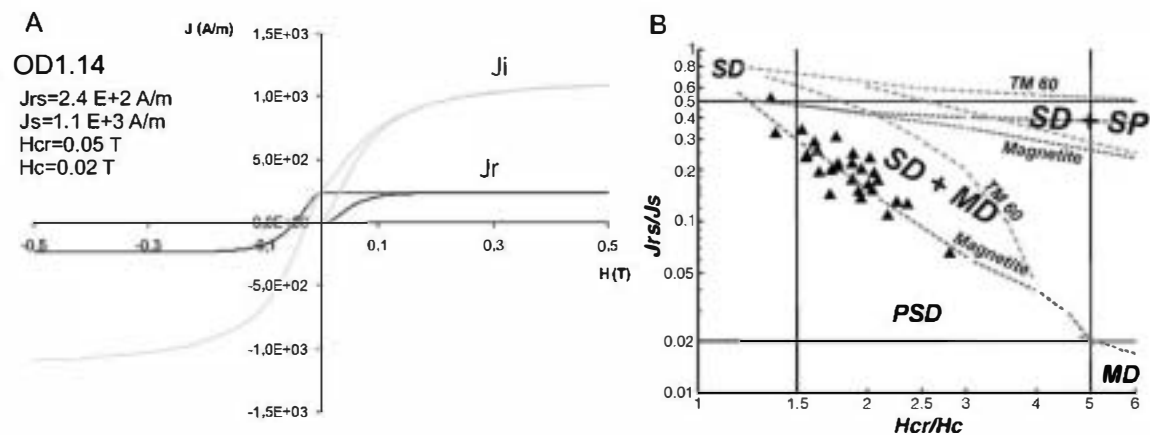 A
J (A/m)
OD1.14
Jrs=2.4 E+2 A/m
Js=1.1 E+3 A/m
Hcr=0.05 T
Hc=0.02 T
1,5E+03
1,0E+03
5,0E+02
-5,0E+02
-1,0E+03
-1,5E+03
Ji
Jr
-0.5
-0.3
0,1
0.3
0.5
H (T)
B
Jrs/Js
1
0.8
0.6
0.5
0.4
0.3
0.2
0.1
0.05
0.02
0.01
SD
TM 60
SD + SP
Magnetite
SD + MD
TM 60
Magnetite
PSD
MD
1
1.5
2
2.5
3
4
5
6
Hcr/Hc